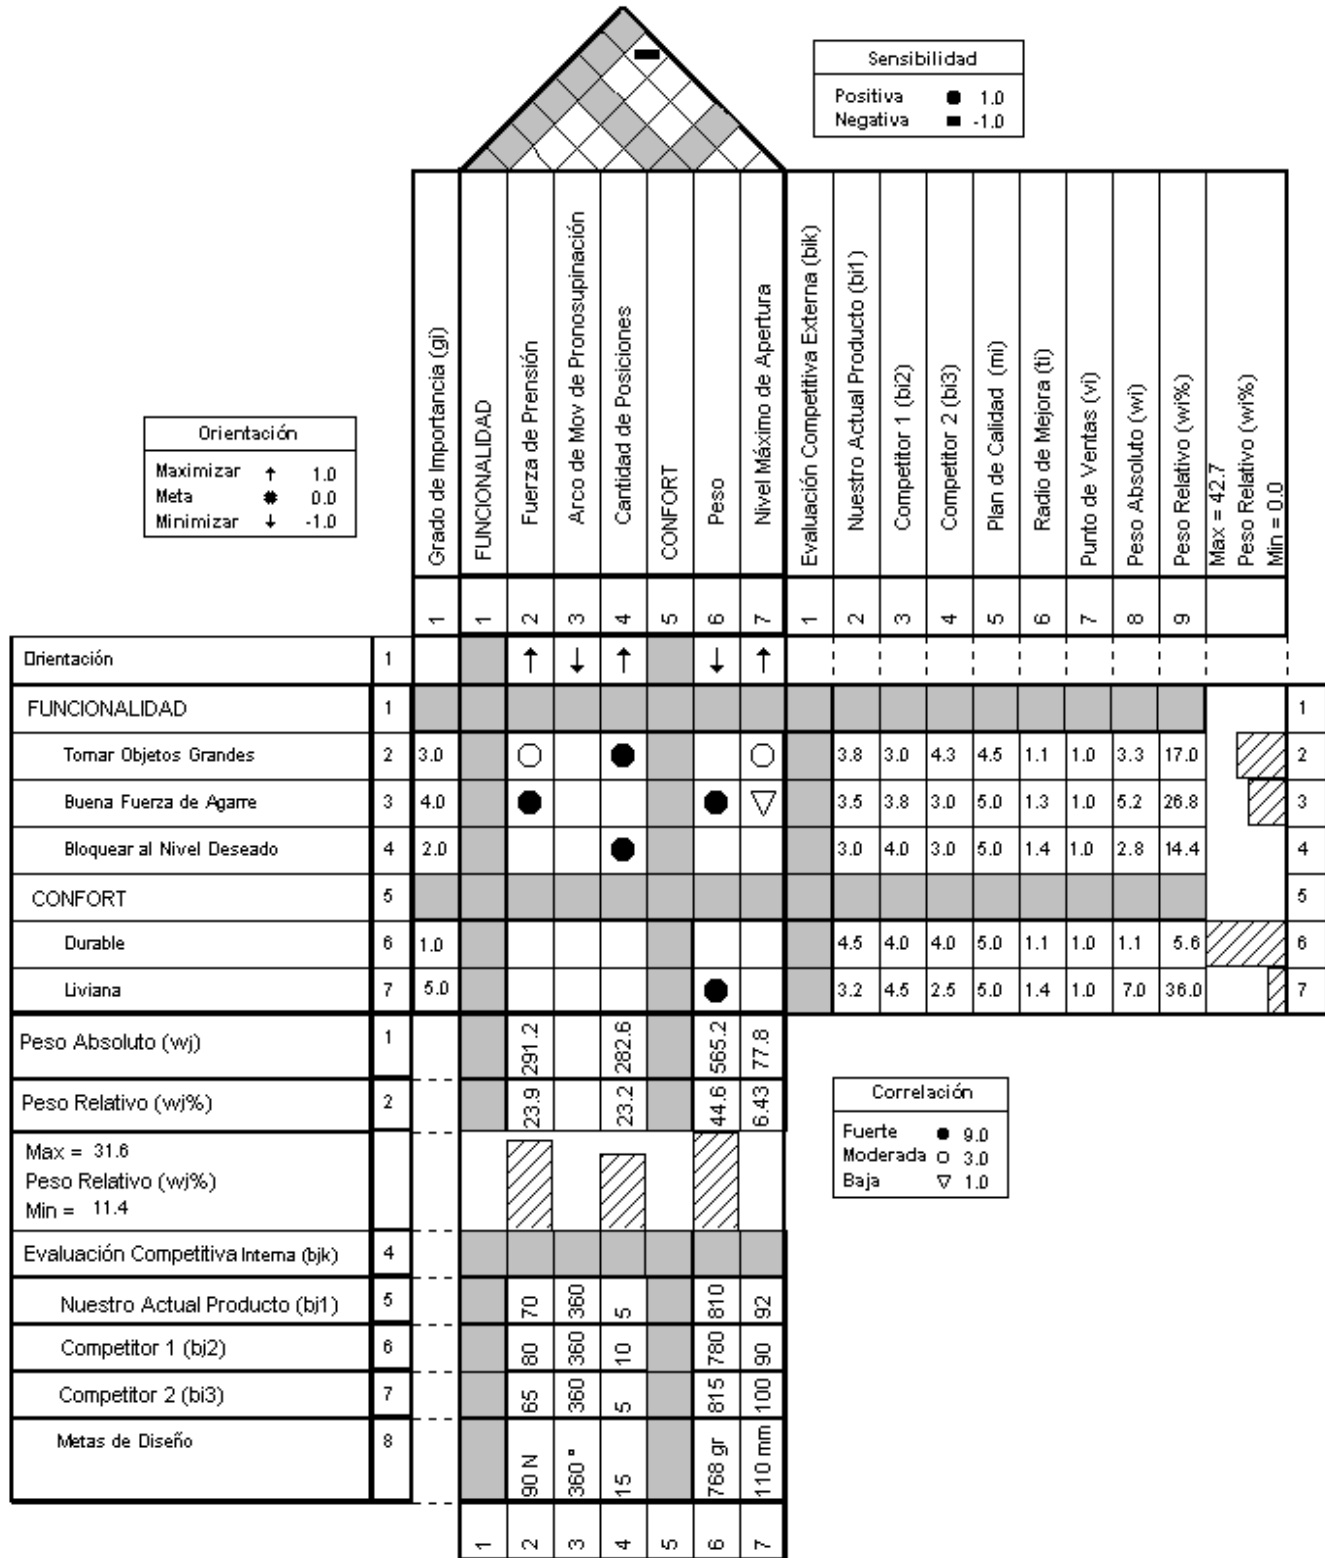 Sensibilidad
Positiva ● 1.0
Negativa ▬ -1.0
Orientación
Maximizar ↑ 1.0
Meta ● 0.0
Minimizar ↓ -1.0
Grado de Importancia (gi)
FUNCIONALIDAD
Fuerza de Prensión
Arco de Mov de Pronosupinación
Cantidad de Posiciones
CONFORT
Peso
Nivel Máximo de Apertura
Evaluación Competitiva Externa (bik)
Nuestro Actual Producto (bi1)
Competitor 1 (bi2)
Competitor 2 (bi3)
Plan de Calidad (mi)
Radio de Mejora (ti)
Punto de Ventas (vi)
Peso Absoluto (wi)
Peso Relativo (wi%)
Max = 42.7
Peso Relativo (wi%)
Min = 0.0
1 1 2 3 4 5 6 7 1 2 3 4 5 6 7 8 9
Orientación 1 ↑ ↓ ↑ ↓ ↑
FUNCIONALIDAD 1 1
Tomar Objetos Grandes 2 3.0 ○ ● ○ 3.8 3.0 4.3 4.5 1.1 1.0 3.3 17.0 2
Buena Fuerza de Agarre 3 4.0 ● ● ▽ 3.5 3.8 3.0 5.0 1.3 1.0 5.2 26.8 3
Bloquear al Nivel Deseado 4 2.0 ● 3.0 4.0 3.0 5.0 1.4 1.0 2.8 14.4 4
CONFORT 5 5
Durable 6 1.0 4.5 4.0 4.0 5.0 1.1 1.0 1.1 5.6 6
Liviana 7 5.0 ● 3.2 4.5 2.5 5.0 1.4 1.0 7.0 36.0 7
Peso Absoluto (wj) 1 291.2 282.6 565.2 77.8
Peso Relativo (wj%) 2 23.9 23.2 44.6 6.43
Max = 31.6
Peso Relativo (wj%)
Min = 11.4
Evaluación Competitiva Interna (bjk) 4
Nuestro Actual Producto (bj1) 5 70 360 5 810 92
Competitor 1 (bj2) 6 80 360 10 780 90
Competitor 2 (bi3) 7 65 360 5 815 100
Metas de Diseño 8 90 N 360 ° 15 768 gr 110 mm
1 2 3 4 5 6 7
Correlación
Fuerte ● 9.0
Moderada ○ 3.0
Baja ▽ 1.0